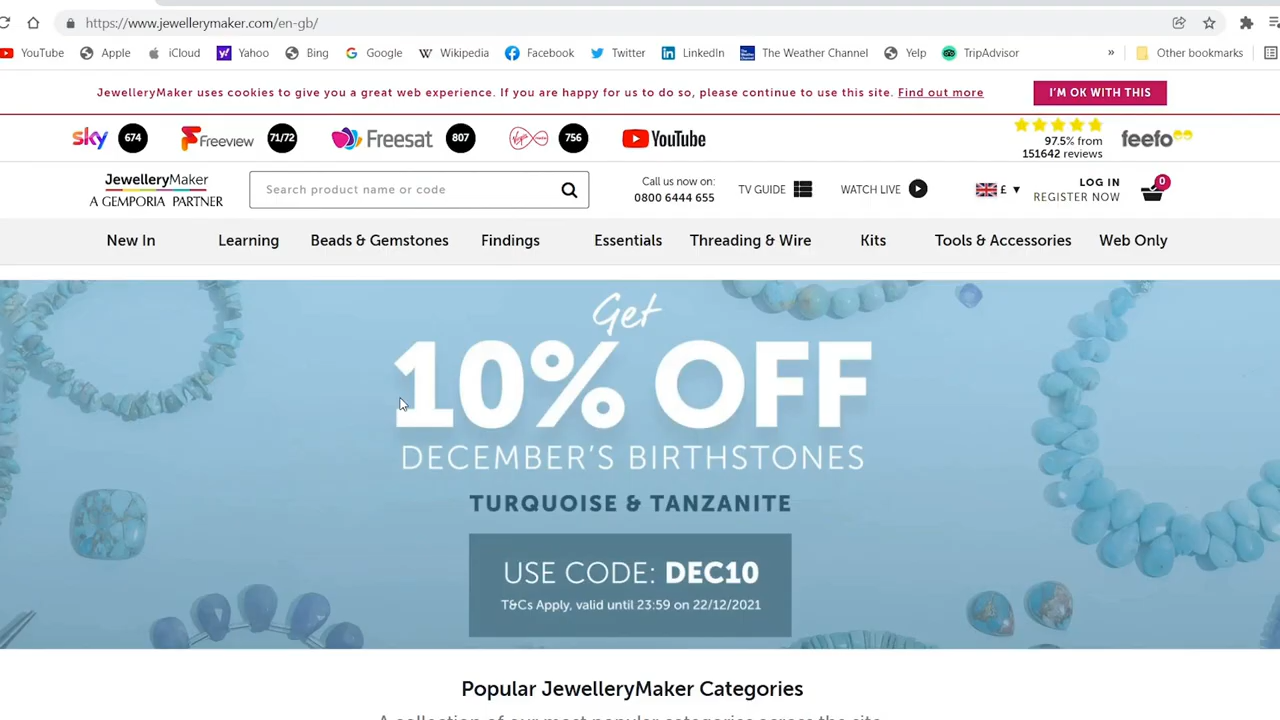 https://www.jewellerymaker.com/en-gb/
YouTube Apple iCloud Yahoo Bing Google Wikipedia Facebook Twitter LinkedIn The Weather Channel Yelp TripAdvisor » Other bookmarks
JewelleryMaker uses cookies to give you a great web experience. If you are happy for us to do so, please continue to use this site. Find out more
I'M OK WITH THIS
sky 674 Freeview 71/72 Freesat 807 756 YouTube
97.5% from
151642 reviews
feefo
JewelleryMaker
A GEMPORIA PARTNER
Search product name or code
Call us now on:
0800 6444 655
TV GUIDE
WATCH LIVE
£ ▼
LOG IN
REGISTER NOW
0
New In Learning Beads & Gemstones Findings Essentials Threading & Wire Kits Tools & Accessories Web Only
Get
10% OFF
DECEMBER'S BIRTHSTONES
TURQUOISE & TANZANITE
USE CODE: DEC10
T&Cs Apply, valid until 23:59 on 22/12/2021
Popular JewelleryMaker Categories
A collection of our most popular categories across the site